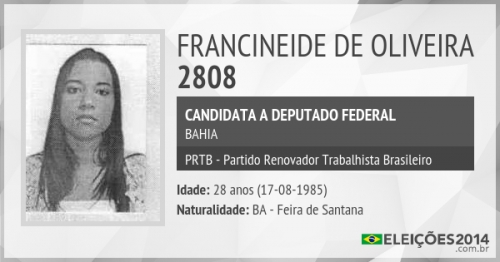 FRANCINEIDE DE OLIVEIRA
2808
CANDIDATA A DEPUTADO FEDERAL
BAHIA
PRTB - Partido Renovador Trabalhista Brasileiro
Idade: 28 anos (17-08-1985)
Naturalidade: BA - Feira de Santana
ELEIÇÕES2014
.com.br